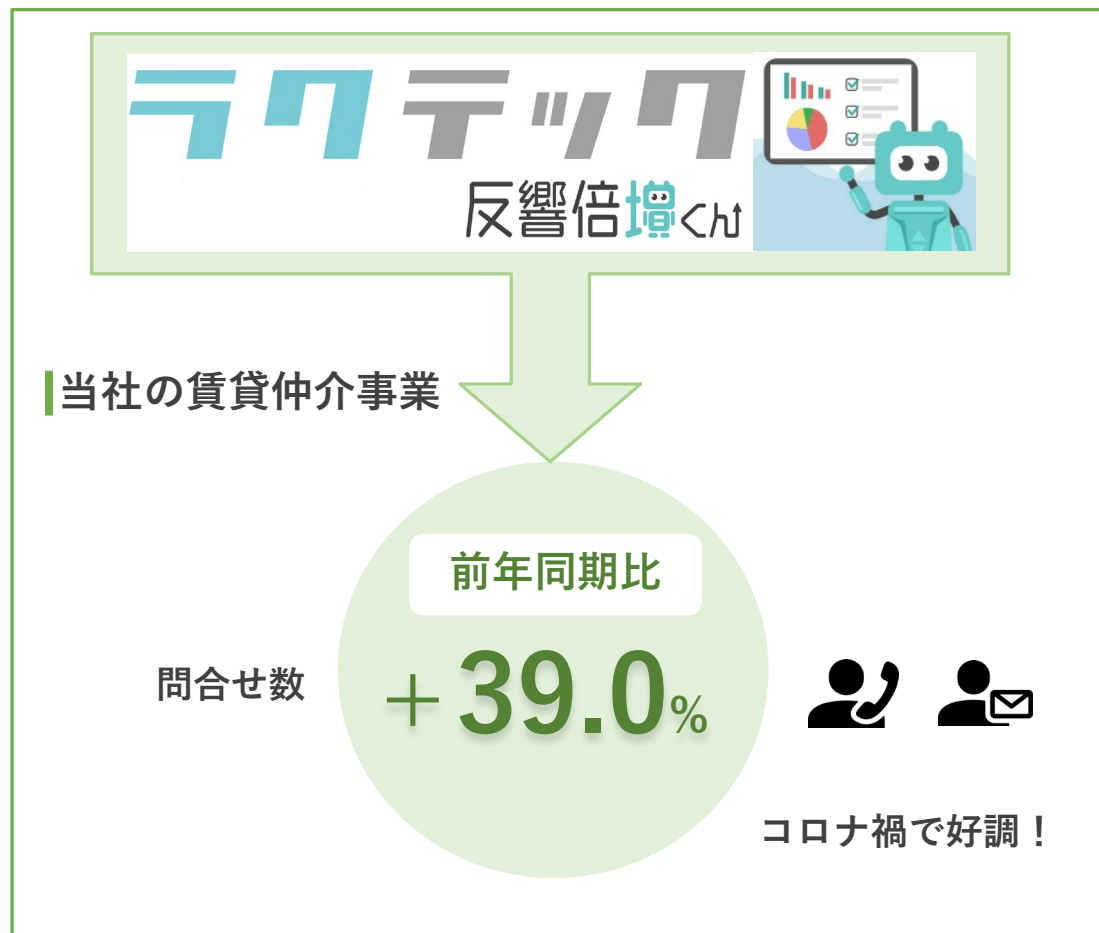 ラクテック
反響倍増くん
当社の賃貸仲介事業
前年同期比
問合せ数
＋39.0%
コロナ禍で好調！